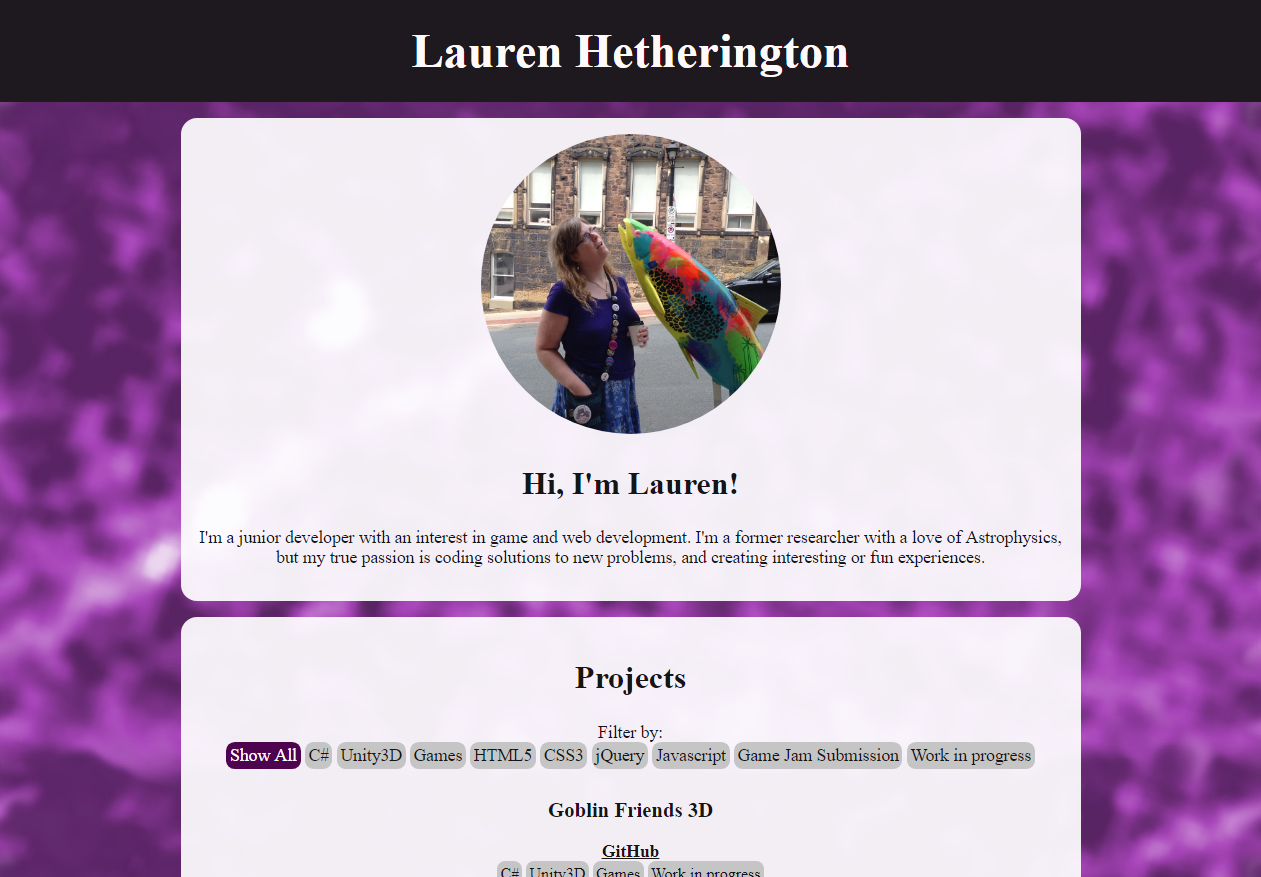 Lauren Hetherington
Hi, I'm Lauren!
I'm a junior developer with an interest in game and web development. I'm a former researcher with a love of Astrophysics,
but my true passion is coding solutions to new problems, and creating interesting or fun experiences.
Projects
Filter by:
Show All C# Unity3D Games HTML5 CSS3 jQuery Javascript Game Jam Submission Work in progress
Goblin Friends 3D
GitHub
C# Unity3D Games Work in progress